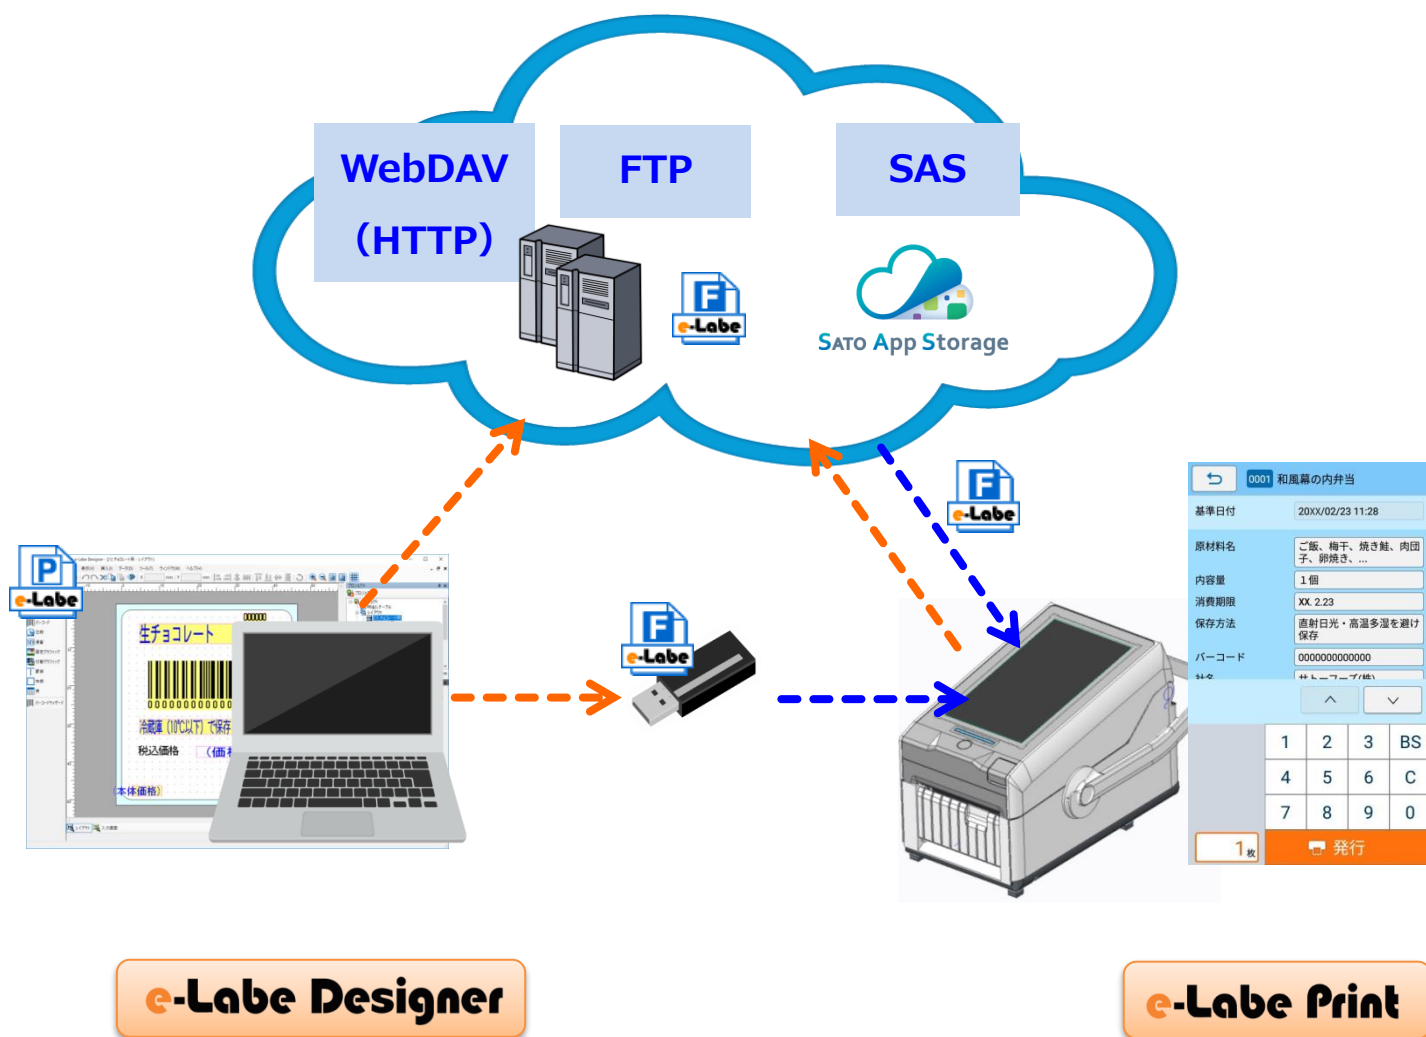 WebDAV
（HTTP）
FTP
SAS
F
e-Labe
SATO App Storage
F
e-Labe
P
e-Labe
生チョコレート
000000
0000000000
冷蔵庫（10℃以下）で保存
税込価格
（価
（本体価格）
F
e-Labe
0001 和風幕の内弁当
基準日付 20XX/02/23 11:28
原材料名 ご飯、梅干、焼き鮭、肉団
子、卵焼き、...
内容量 1個
消費期限 XX. 2.23
保存方法 直射日光・高温多湿を避け
保存
バーコード 0000000000000
1 2 3 BS
4 5 6 C
7 8 9 0
1枚 発行
e-Labe Designer
e-Labe Print